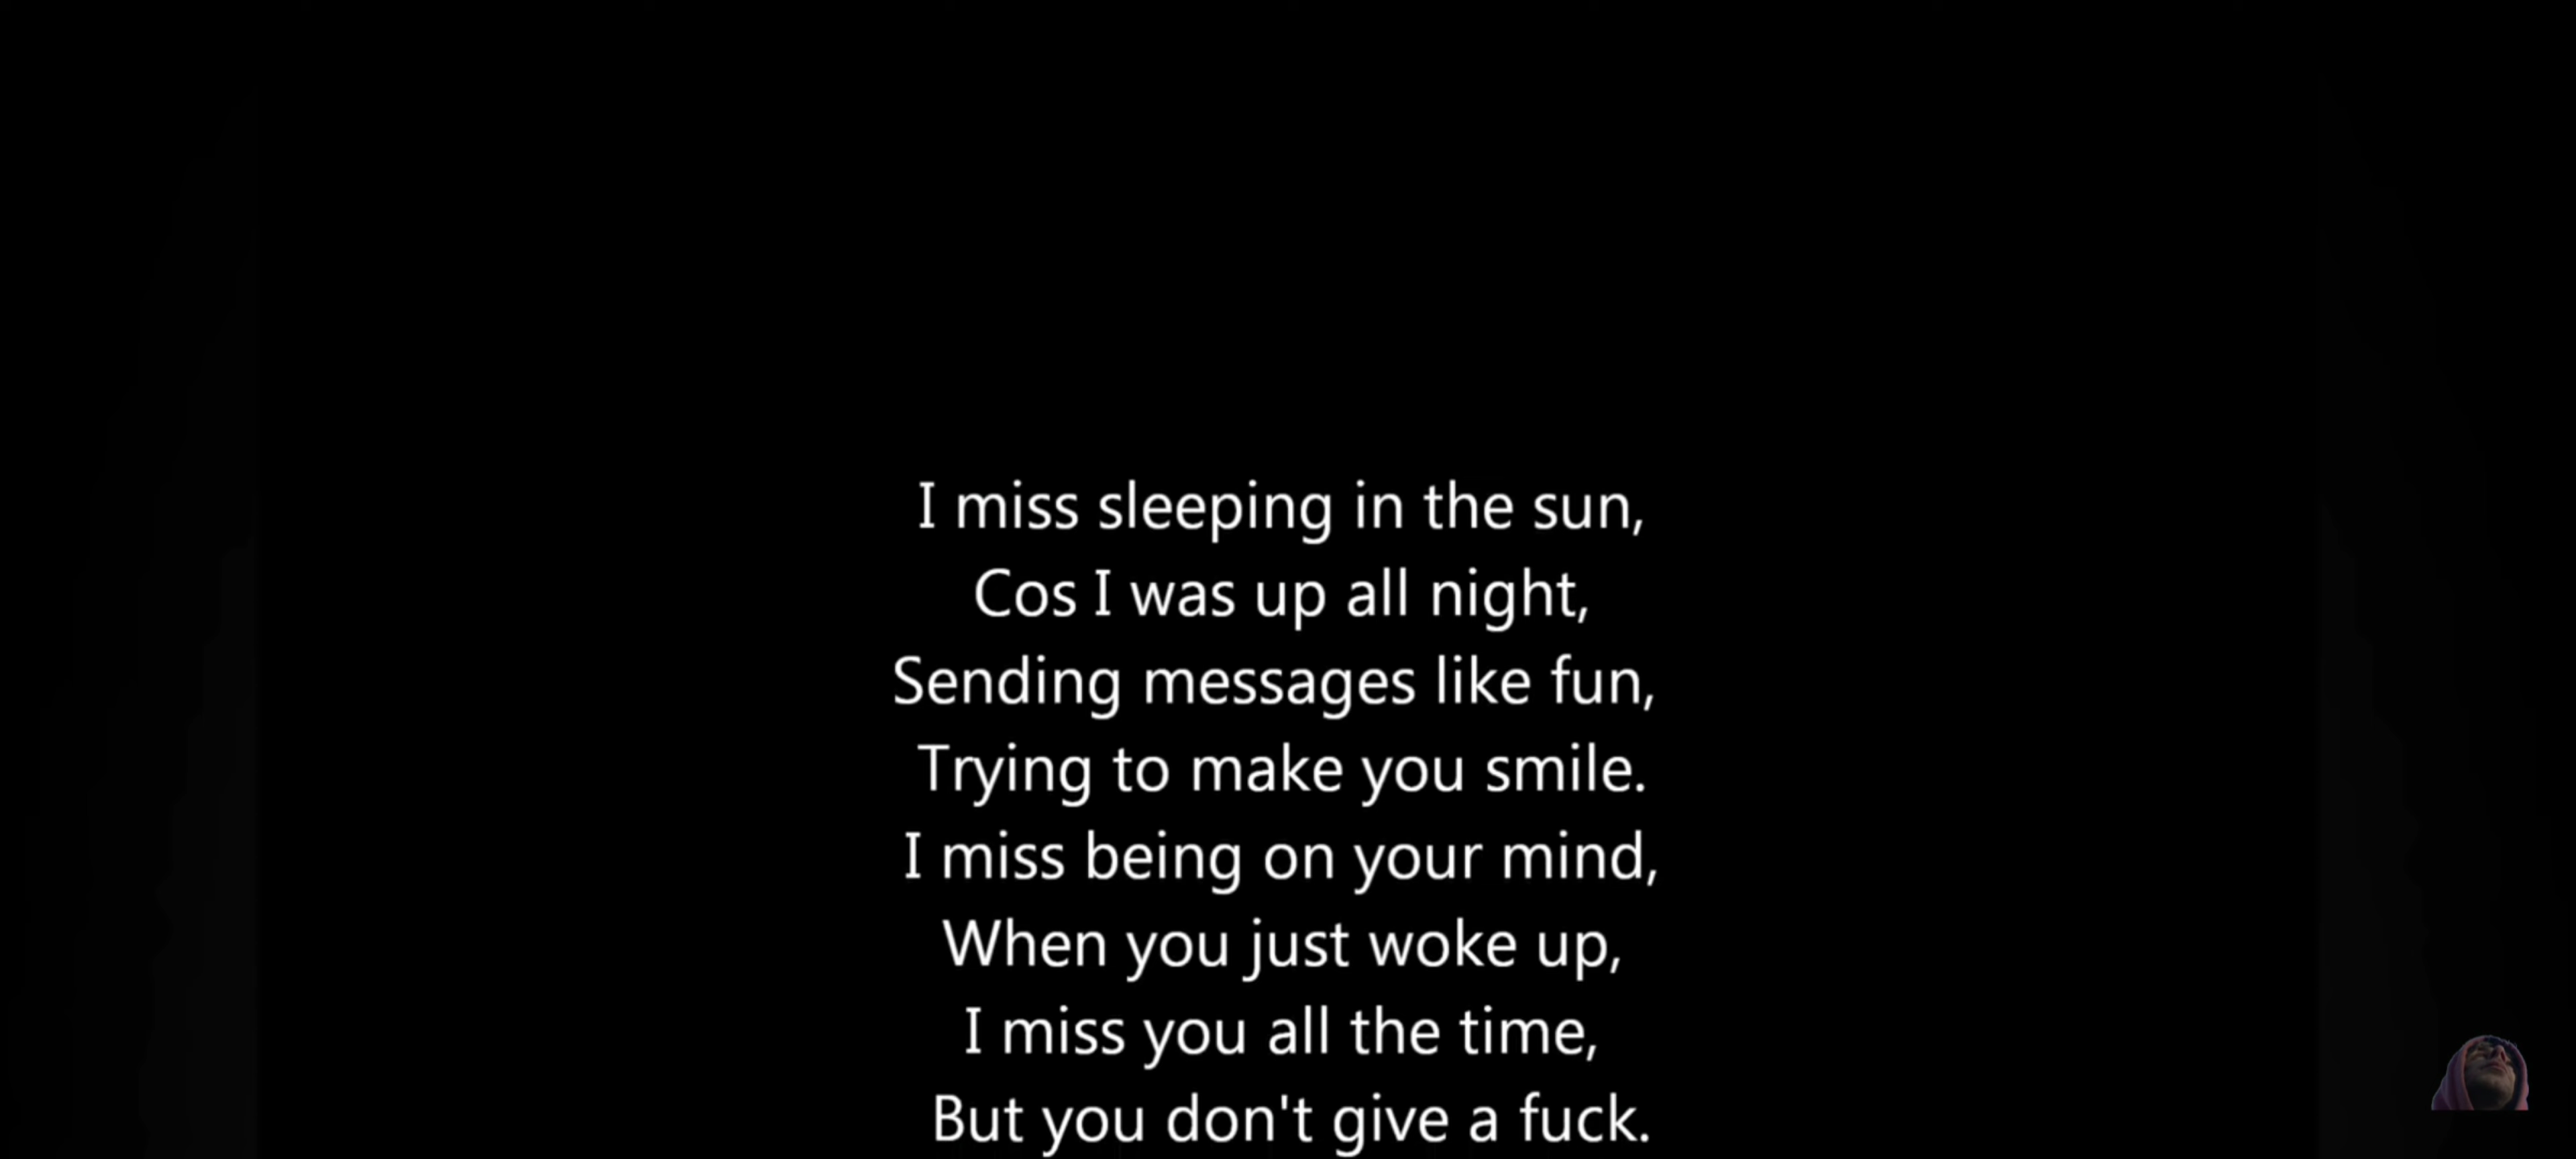 I miss sleeping in the sun,
Cos I was up all night,
Sending messages like fun,
Trying to make you smile.
I miss being on your mind,
When you just woke up,
I miss you all the time,
But you don't give a fuck.